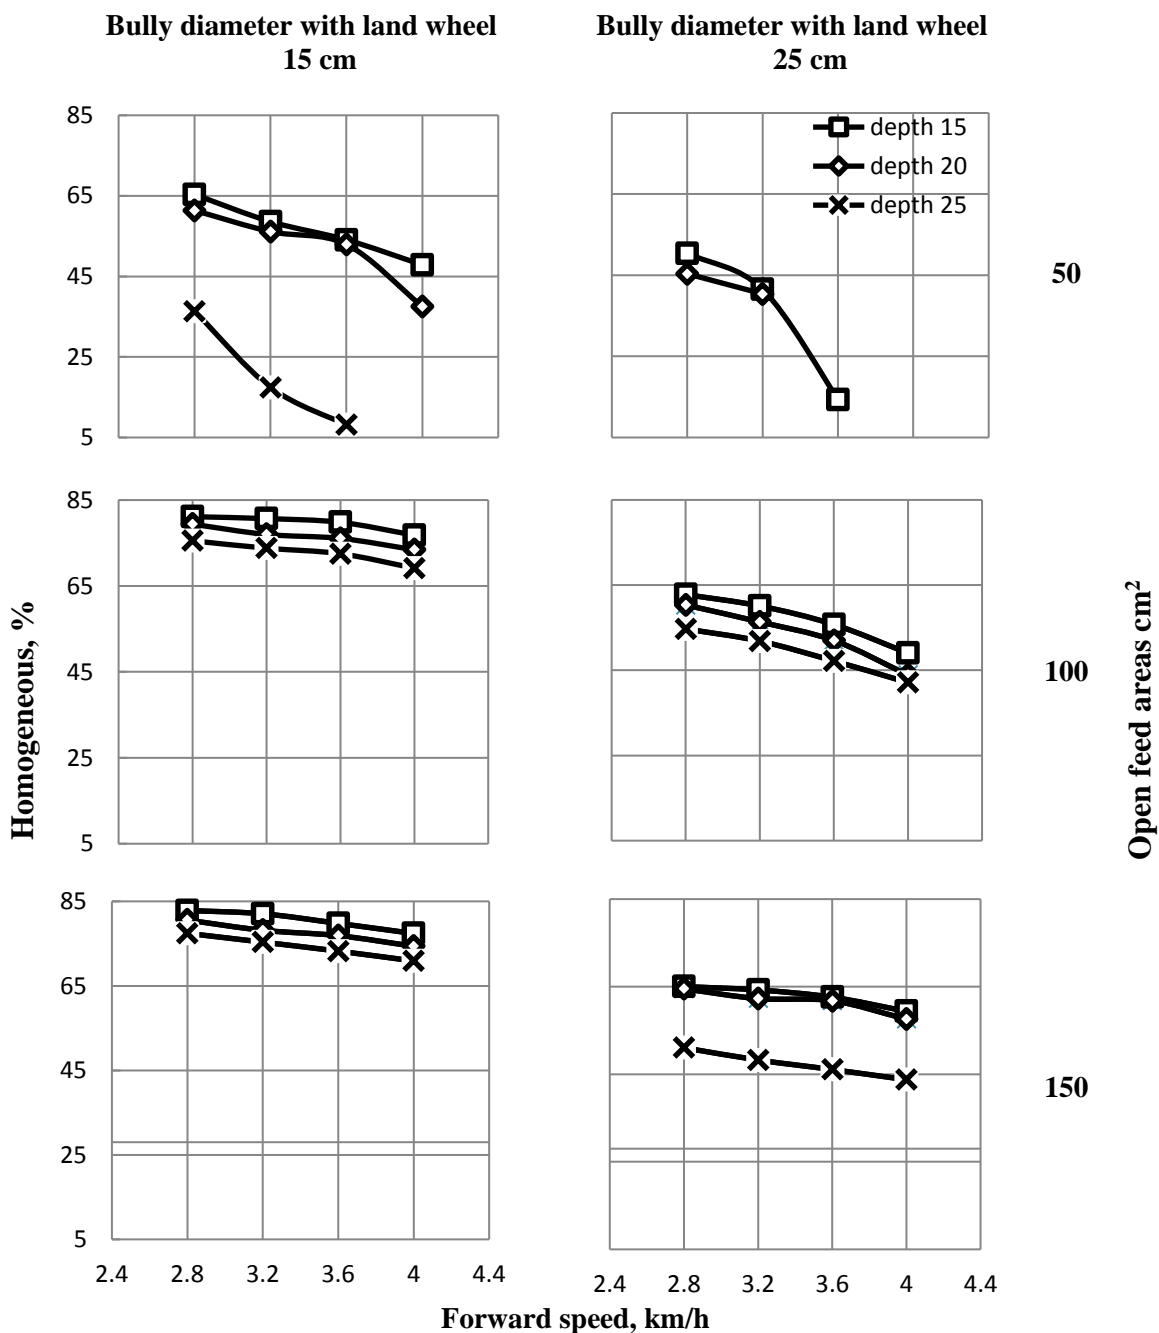 Bully diameter with land wheel
15 cm
Bully diameter with land wheel
25 cm
85
65
45
25
5
depth 15
depth 20
depth 25
50
85
65
45
25
5
100
85
65
45
25
5
150
2.4 2.8 3.2 3.6 4 4.4
2.4 2.8 3.2 3.6 4 4.4
Homogeneous, %
Open feed areas cm²
Forward speed, km/h